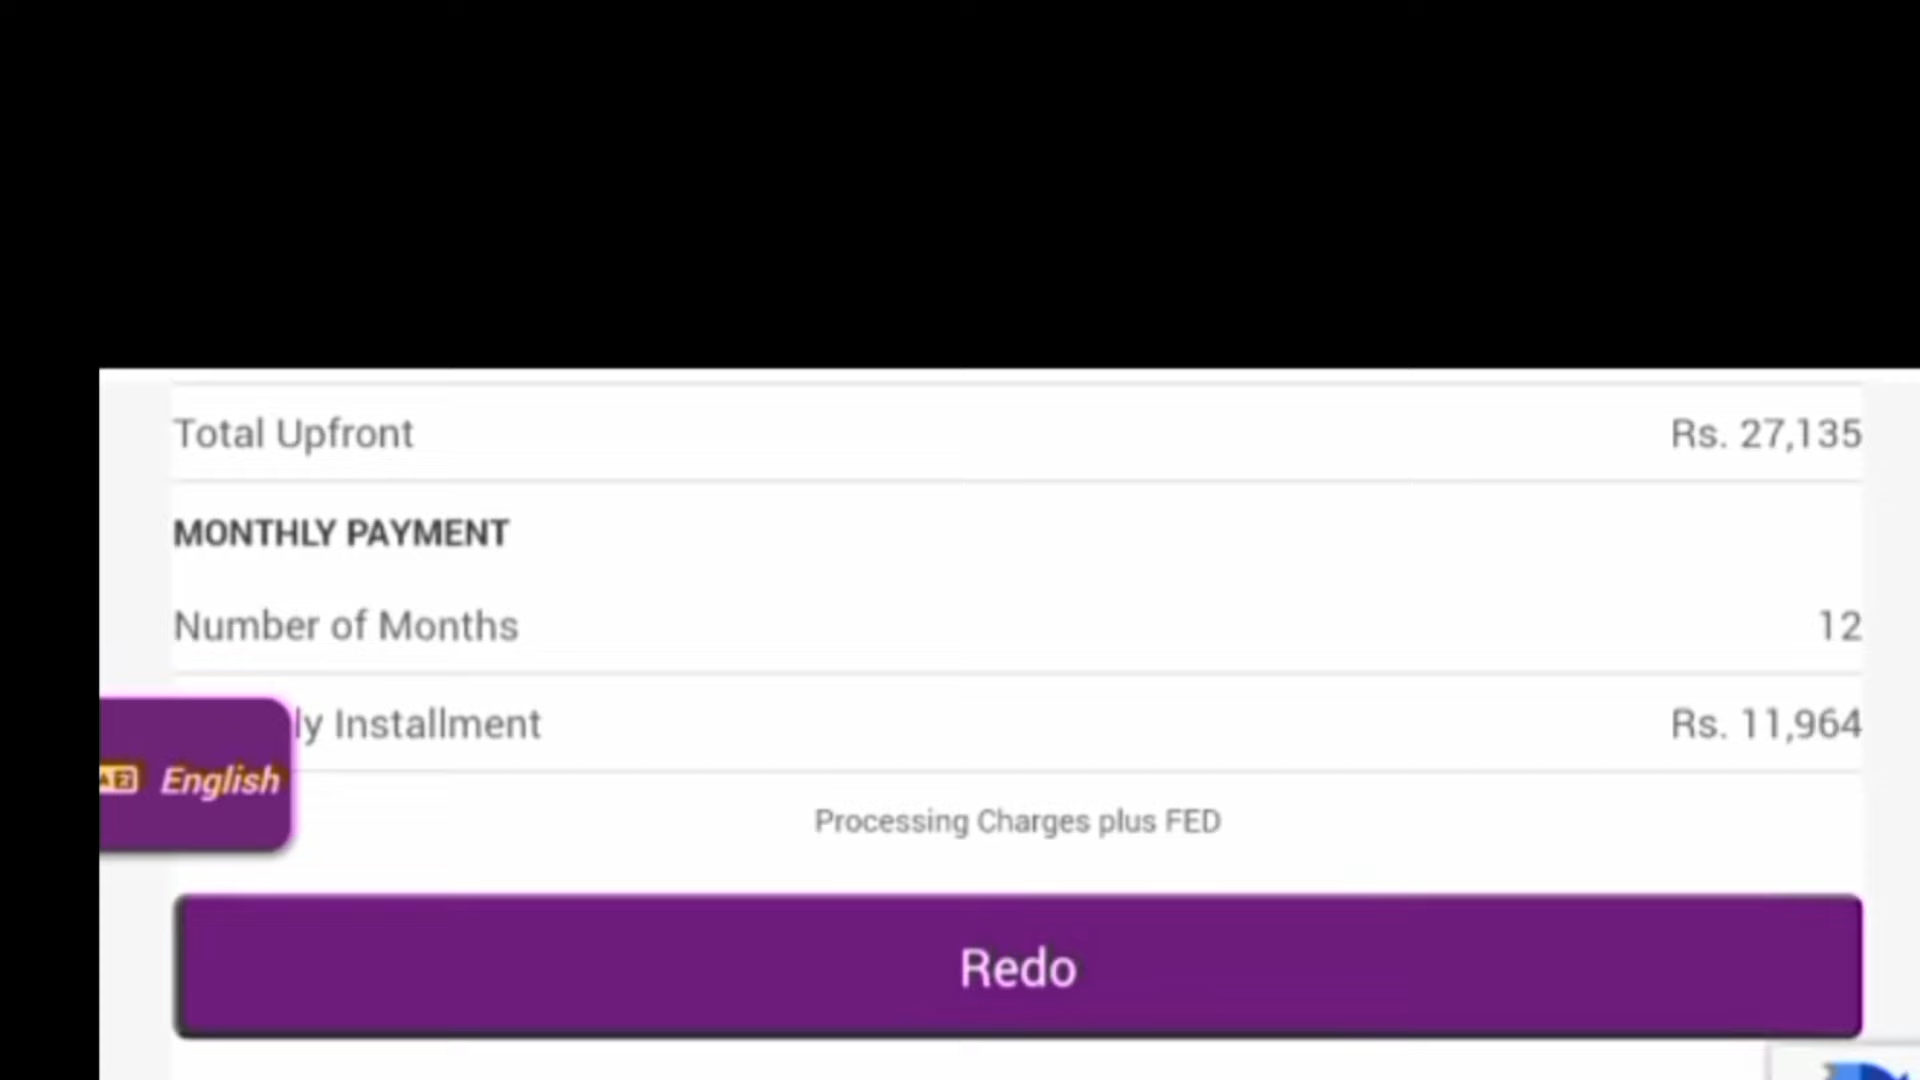 Total Upfront Rs. 27,135
MONTHLY PAYMENT
Number of Months 12
ly Installment Rs. 11,964
English
Processing Charges plus FED
Redo